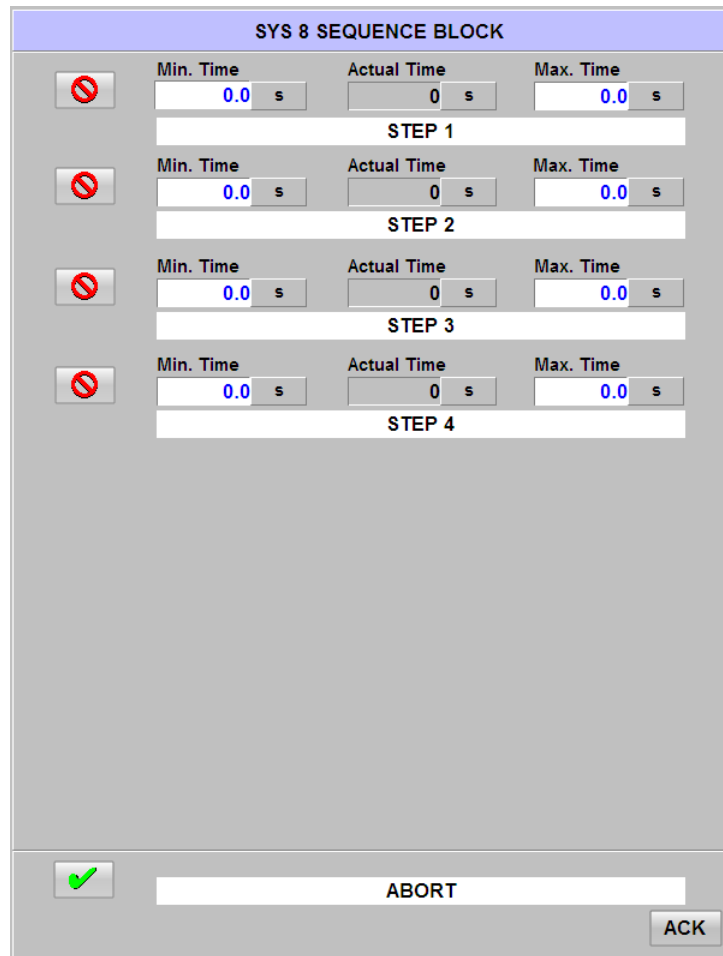 SYS 8 SEQUENCE BLOCK
Min. Time Actual Time Max. Time
0.0 s 0 s 0.0 s
STEP 1
Min. Time Actual Time Max. Time
0.0 s 0 s 0.0 s
STEP 2
Min. Time Actual Time Max. Time
0.0 s 0 s 0.0 s
STEP 3
Min. Time Actual Time Max. Time
0.0 s 0 s 0.0 s
STEP 4
ABORT
ACK